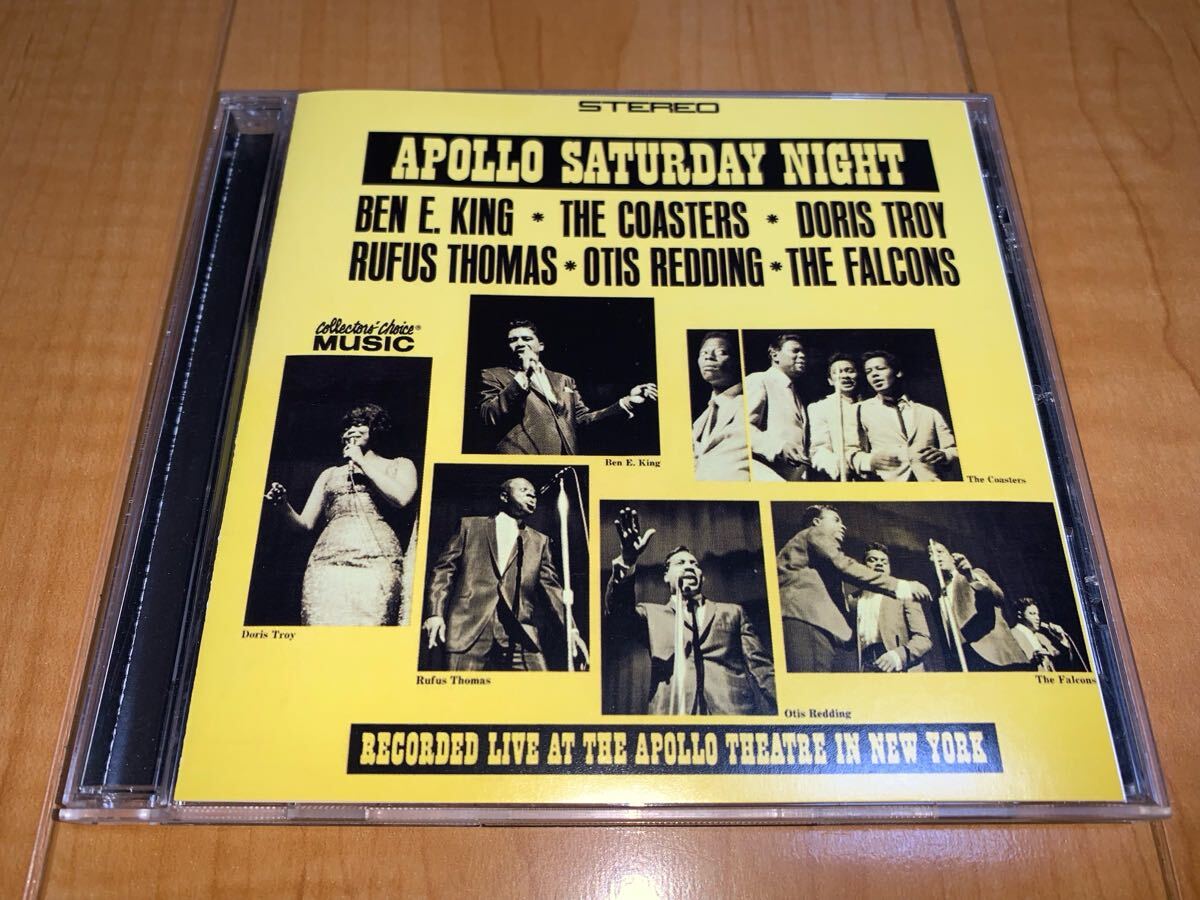 STEREO
APOLLO SATURDAY NIGHT
BEN E. KING * THE COASTERS * DORIS TROY
RUFUS THOMAS * OTIS REDDING * THE FALCONS
Collectors' Choice®
MUSIC
Ben E. King
The Coasters
Doris Troy
Rufus Thomas
Otis Redding
The Falcons
RECORDED LIVE AT THE APOLLO THEATRE IN NEW YORK